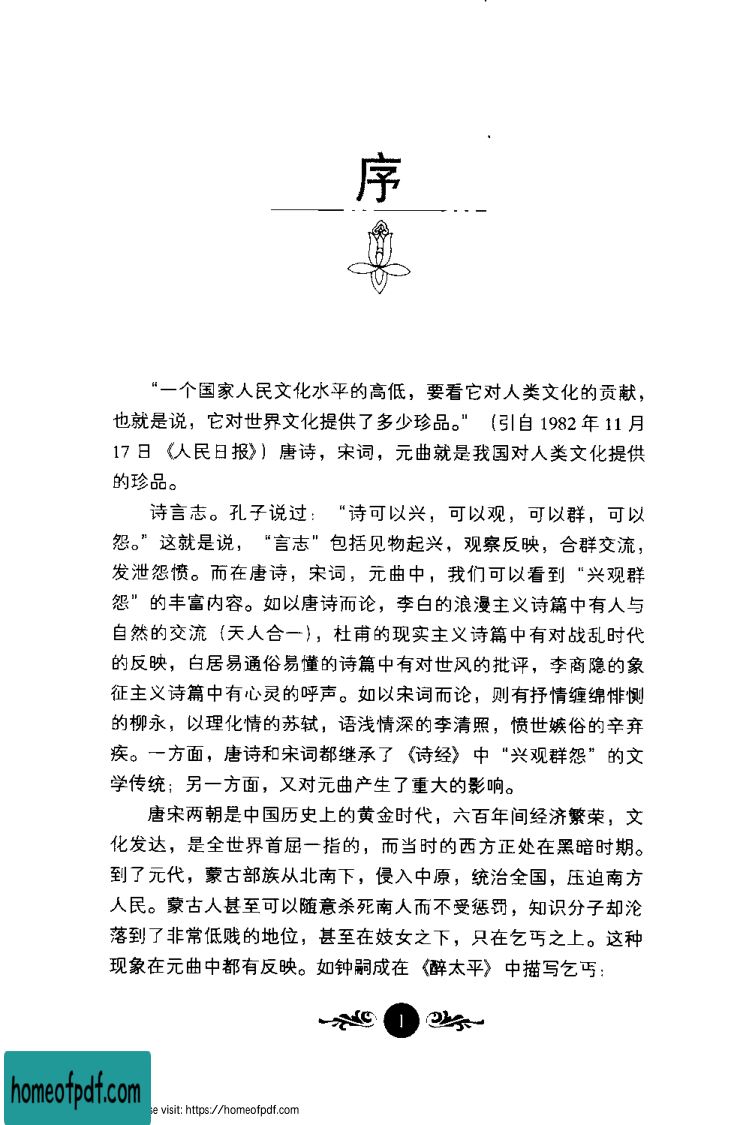 序
“一个国家人民文化水平的高低，要看它对人类文化的贡献，
也就是说，它对世界文化提供了多少珍品。”（引自 1982 年 11 月
17 日《人民日报》）唐诗，宋词，元曲就是我国对人类文化提供
的珍品。
诗言志。孔子说过：“诗可以兴，可以观，可以群，可以
怨。”这就是说，“言志”包括见物起兴，观察反映，合群交流，
发泄怨愤。而在唐诗，宋词，元曲中，我们可以看到“兴观群
怨”的丰富内容。如以唐诗而论，李白的浪漫主义诗篇中有人与
自然的交流（天人合一），杜甫的现实主义诗篇中有对战乱时代
的反映，白居易通俗易懂的诗篇中有对世风的批评，李商隐的象
征主义诗篇中有心灵的呼声。如以宋词而论，则有抒情缠绵悱恻
的柳永，以理化情的苏轼，语浅情深的李清照，愤世嫉俗的辛弃
疾。一方面，唐诗和宋词都继承了《诗经》中“兴观群怨”的文
学传统；另一方面，又对元曲产生了重大的影响。
唐宋两朝是中国历史上的黄金时代，六百年间经济繁荣，文
化发达，是全世界首屈一指的，而当时的西方正处在黑暗时期。
到了元代，蒙古部族从北南下，侵入中原，统治全国，压迫南方
人民。蒙古人甚至可以随意杀死南人而不受惩罚，知识分子却沦
落到了非常低贱的地位，甚至在妓女之下，只在乞丐之上。这种
现象在元曲中都有反映。如钟嗣成在《醉太平》中描写乞丐：
1
homeofpdf.com
se visit: https://homeofpdf.com